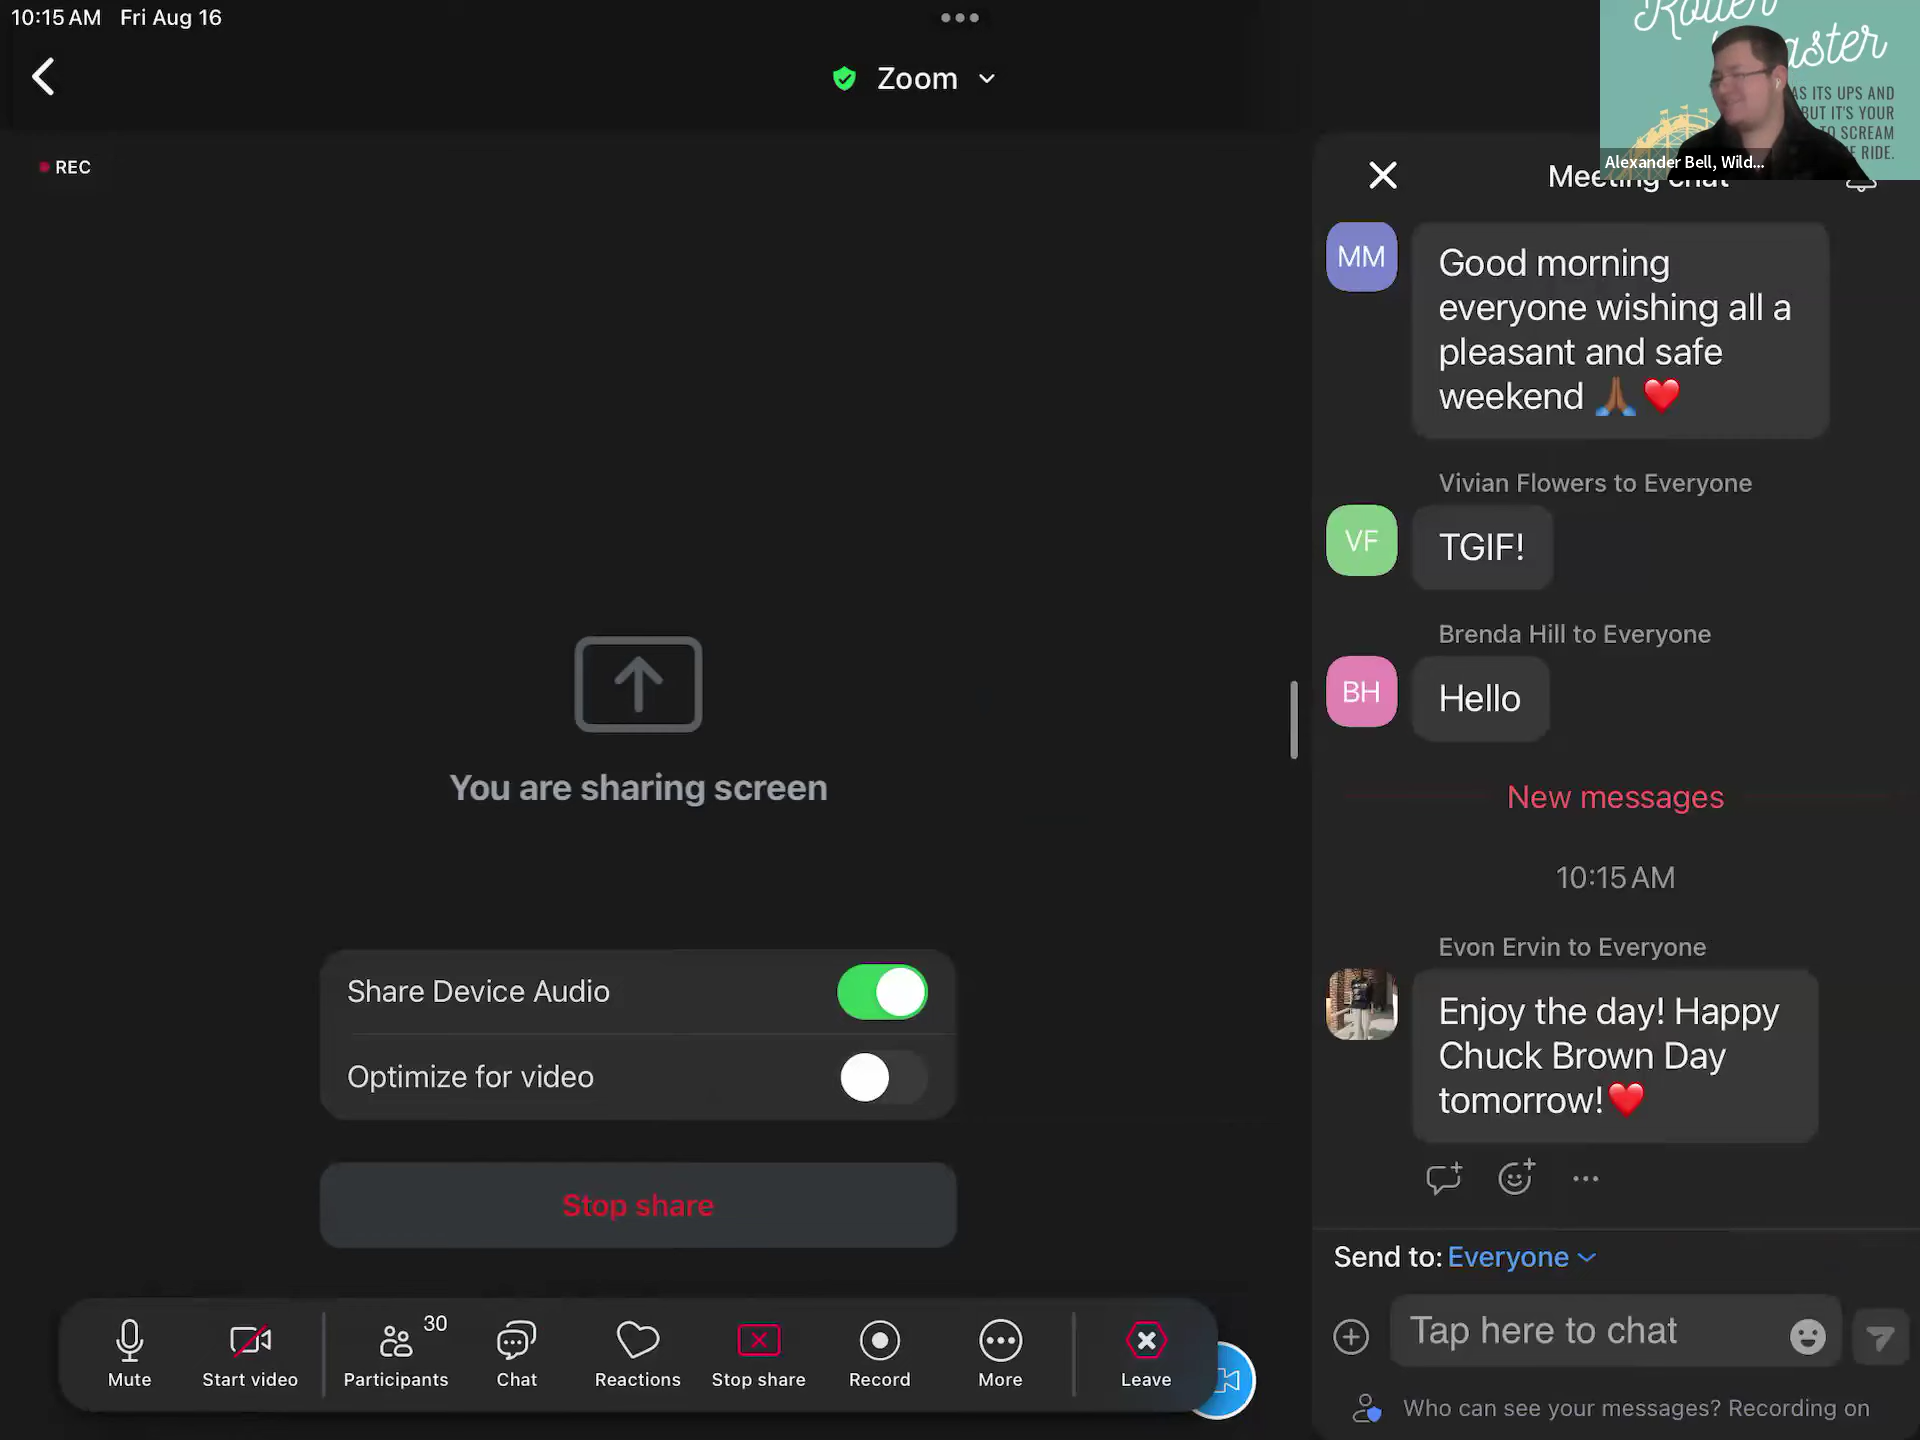 10:15 AM Fri Aug 16
Zoom
REC
You are sharing screen
Share Device Audio
Optimize for video
Stop share
Mute
Start video
30
Participants
Chat
Reactions
Stop share
Record
More
Leave
AS ITS UPS AND
BUT IT'S YOUR
TO SCREAM
RIDE.
Alexander Bell, Wild...
Meeting chat
MM
Good morning
everyone wishing all a
pleasant and safe
weekend 🙏🏾❤️
Vivian Flowers to Everyone
VF
TGIF!
Brenda Hill to Everyone
BH
Hello
New messages
10:15 AM
Evon Ervin to Everyone
Enjoy the day! Happy
Chuck Brown Day
tomorrow!❤️
Send to: Everyone
Tap here to chat
Who can see your messages? Recording on